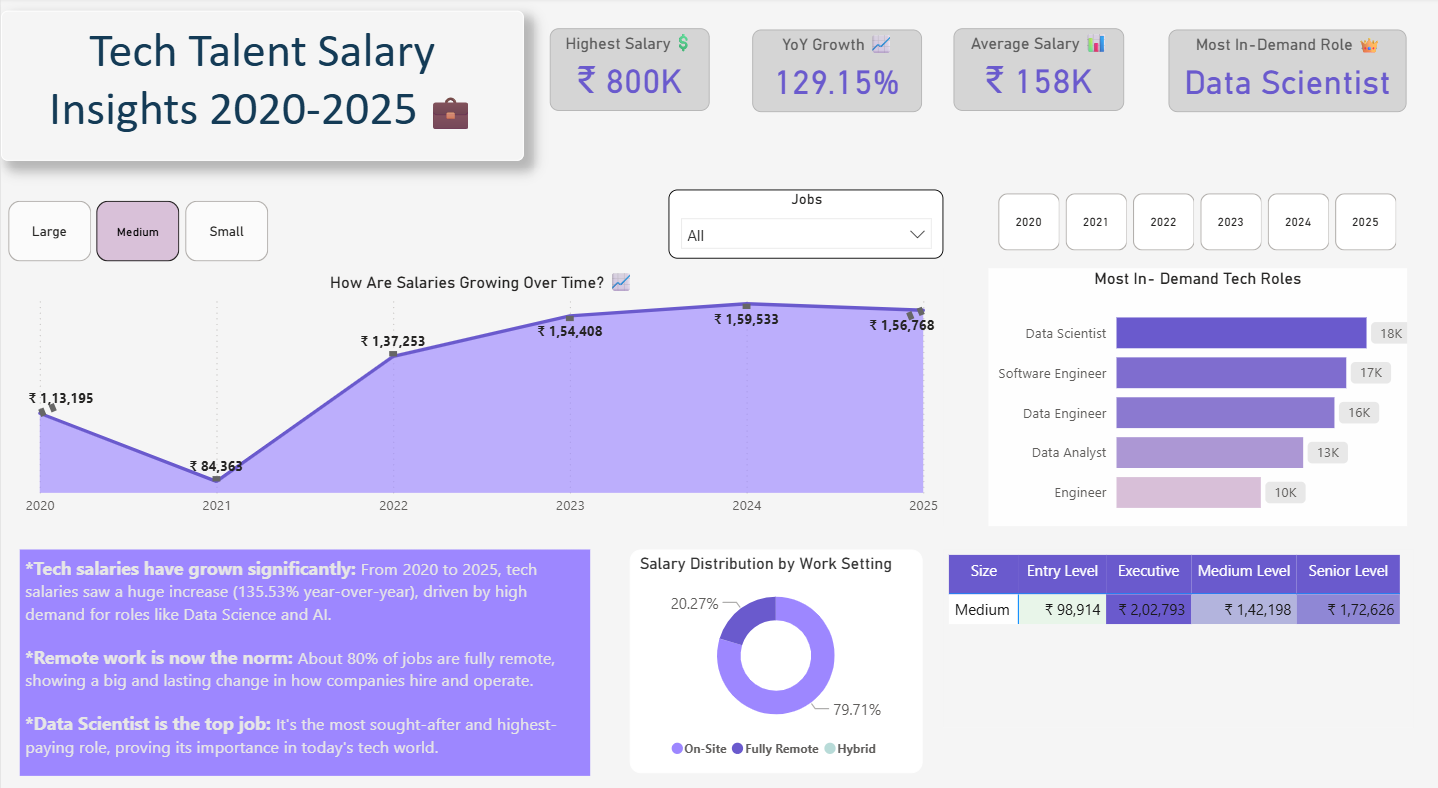 Tech Talent Salary
Insights 2020-2025
Highest Salary
₹ 800K
YoY Growth
129.15%
Average Salary
₹ 158K
Most In-Demand Role
Data Scientist
Large
Medium
Small
Jobs
All
2020
2021
2022
2023
2024
2025
How Are Salaries Growing Over Time?
₹ 1,13,195
₹ 84,363
₹ 1,37,253
₹ 1,54,408
₹ 1,59,533
₹ 1,56,768
2020
2021
2022
2023
2024
2025
Most In- Demand Tech Roles
Data Scientist 18K
Software Engineer 17K
Data Engineer 16K
Data Analyst 13K
Engineer 10K
*Tech salaries have grown significantly: From 2020 to 2025, tech
salaries saw a huge increase (135.53% year-over-year), driven by high
demand for roles like Data Science and AI.
*Remote work is now the norm: About 80% of jobs are fully remote,
showing a big and lasting change in how companies hire and operate.
*Data Scientist is the top job: It's the most sought-after and highest-
paying role, proving its importance in today's tech world.
Salary Distribution by Work Setting
20.27%
79.71%
On-Site Fully Remote Hybrid
Size Entry Level Executive Medium Level Senior Level
Medium ₹ 98,914 ₹ 2,02,793 ₹ 1,42,198 ₹ 1,72,626